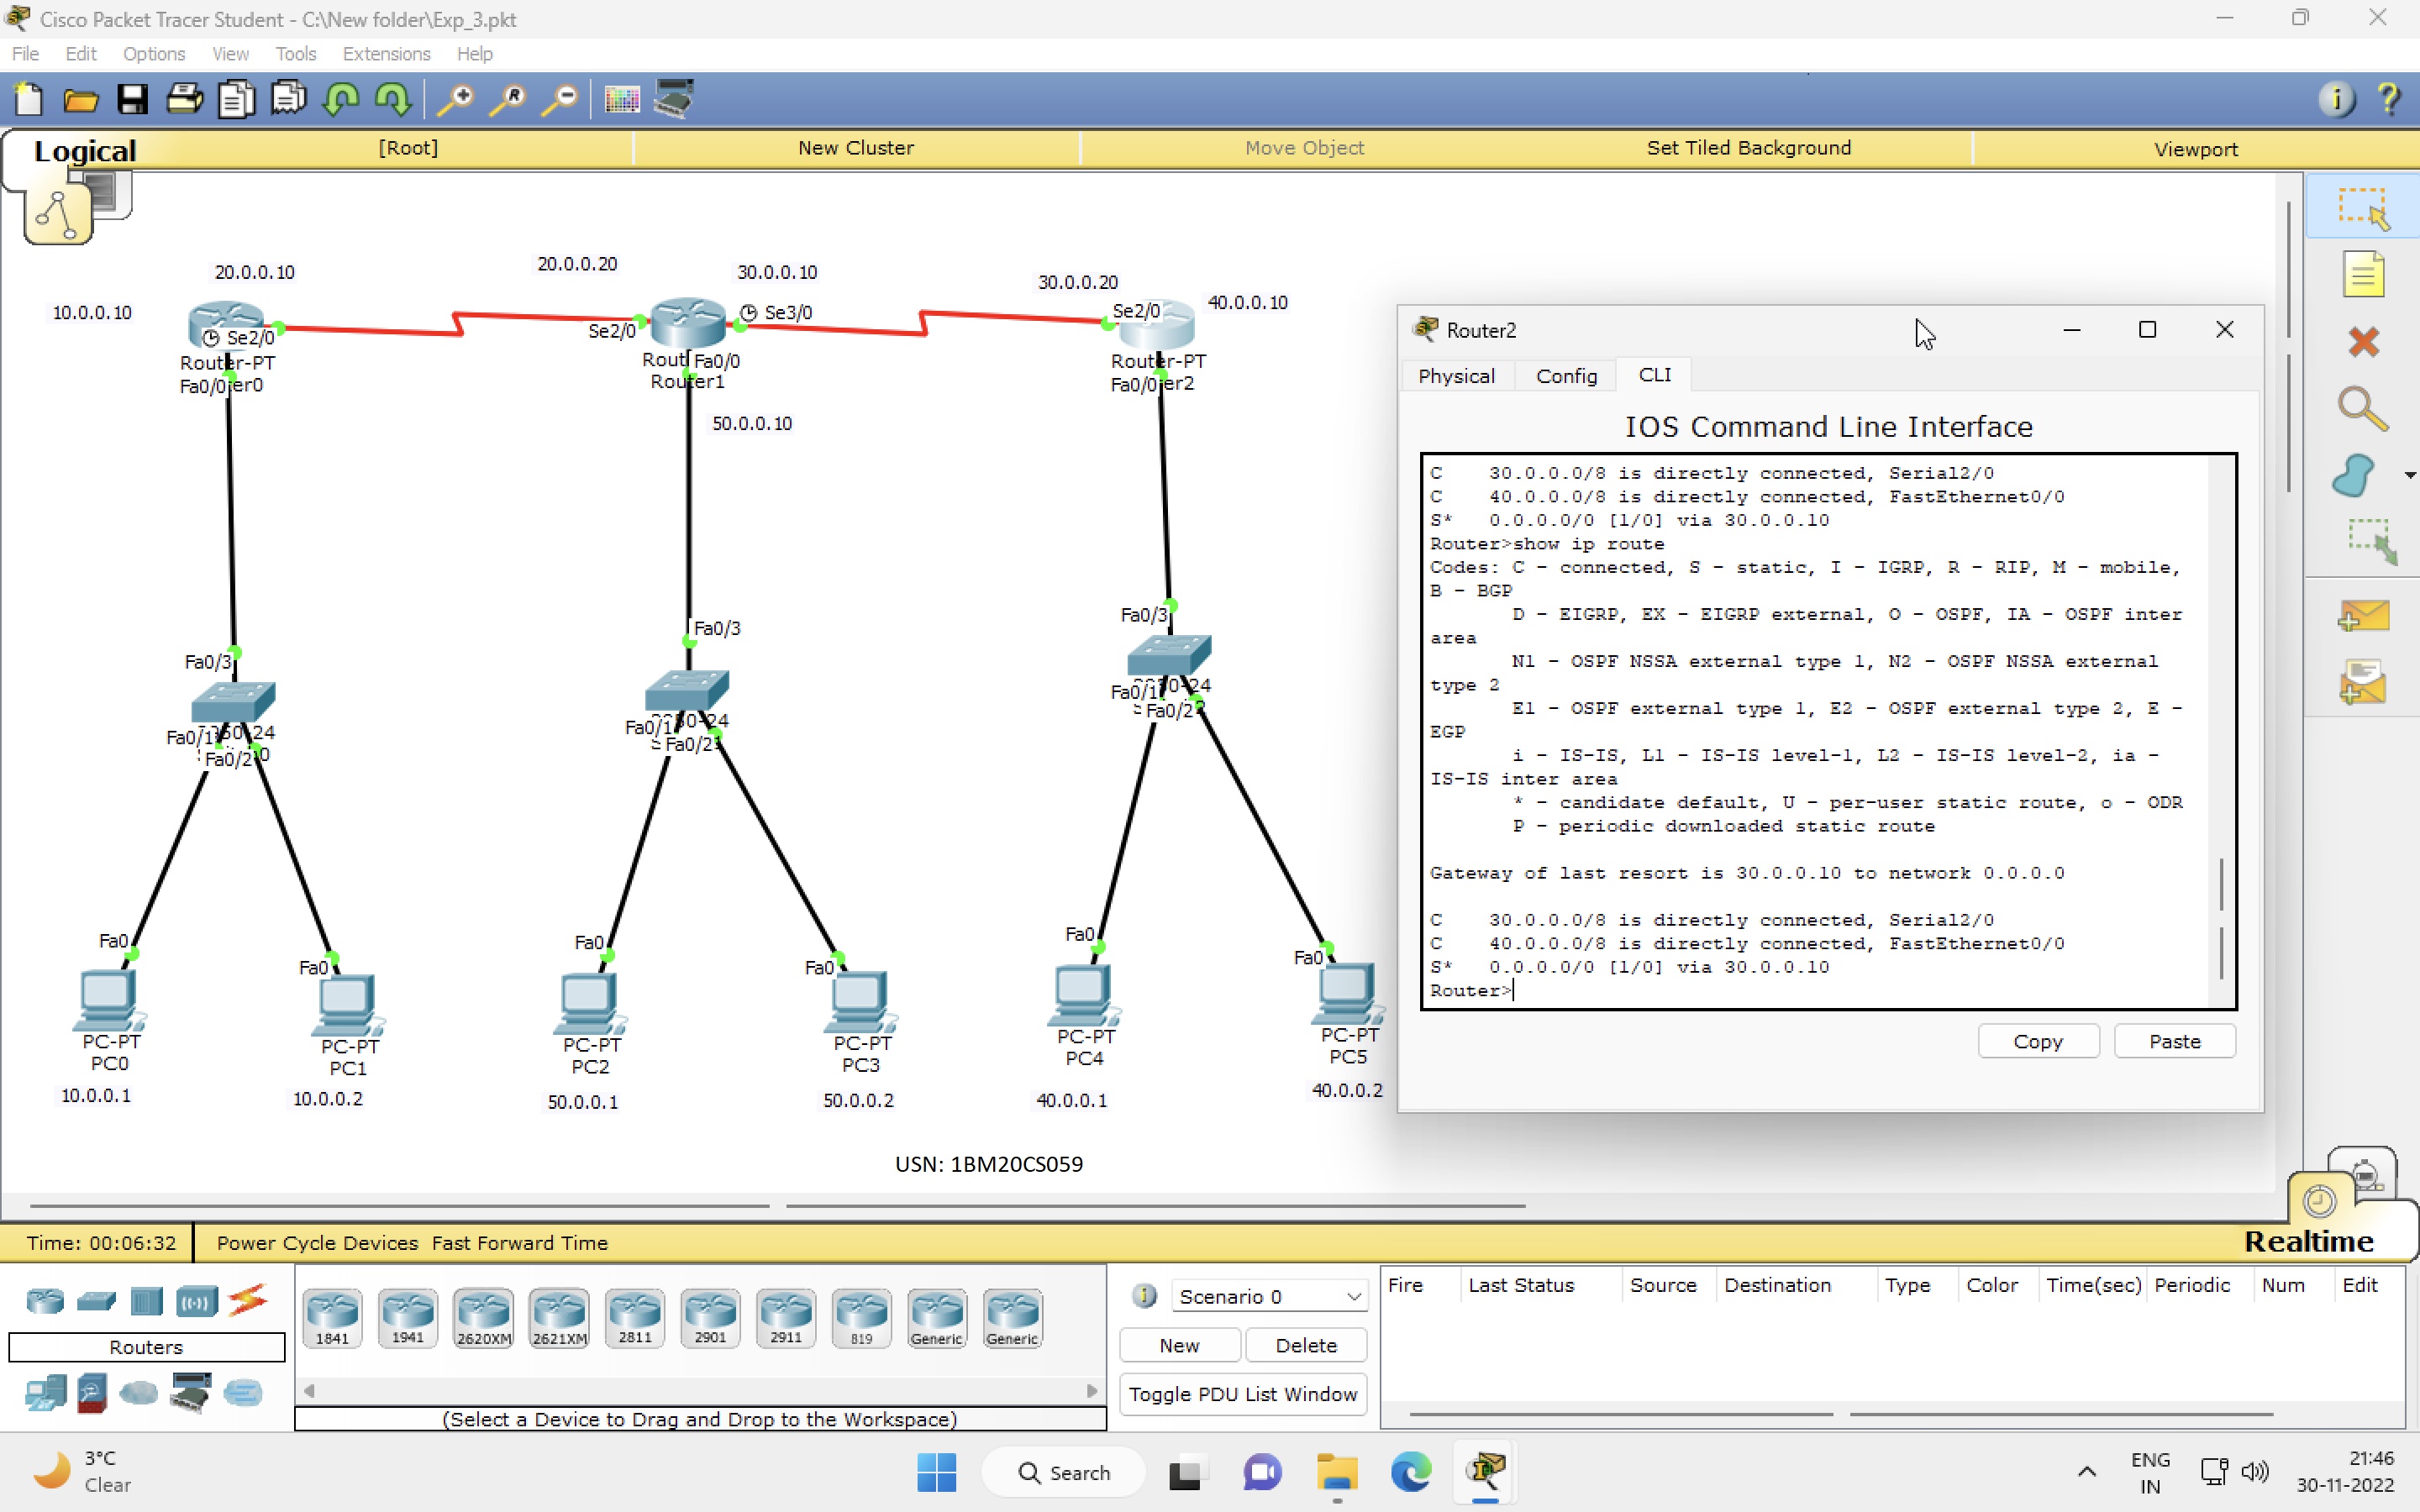 Cisco Packet Tracer Student - C:\New folder\Exp_3.pkt
File Edit Options View Tools Extensions Help
Logical [Root] New Cluster Move Object Set Tiled Background Viewport
20.0.0.10 20.0.0.20 30.0.0.10 30.0.0.20
10.0.0.10 Se2/0 Se2/0 Se3/0 Se2/0 40.0.0.10
Router-PT Rout Fa0/0 Router-PT
Fa0/0 er0 Router1 Fa0/0 er2
50.0.0.10
Fa0/3 Fa0/3 Fa0/3
Fa0/1 50-24 Fa0/1 50-24 Fa0/1 50-24
Fa0/2 0 Fa0/2 Fa0/2
Fa0 Fa0 Fa0 Fa0 Fa0 Fa0
PC-PT PC-PT PC-PT PC-PT PC-PT PC-PT
PC0 PC1 PC2 PC3 PC4 PC5
10.0.0.1 10.0.0.2 50.0.0.1 50.0.0.2 40.0.0.1 40.0.0.2
USN: 1BM20CS059
Router2
Physical Config CLI
IOS Command Line Interface
C 30.0.0.0/8 is directly connected, Serial2/0
C 40.0.0.0/8 is directly connected, FastEthernet0/0
S* 0.0.0.0/0 [1/0] via 30.0.0.10
Router>show ip route
Codes: C - connected, S - static, I - IGRP, R - RIP, M - mobile,
B - BGP
D - EIGRP, EX - EIGRP external, O - OSPF, IA - OSPF inter
area
N1 - OSPF NSSA external type 1, N2 - OSPF NSSA external
type 2
E1 - OSPF external type 1, E2 - OSPF external type 2, E -
EGP
i - IS-IS, L1 - IS-IS level-1, L2 - IS-IS level-2, ia -
IS-IS inter area
* - candidate default, U - per-user static route, o - ODR
P - periodic downloaded static route
Gateway of last resort is 30.0.0.10 to network 0.0.0.0
C 30.0.0.0/8 is directly connected, Serial2/0
C 40.0.0.0/8 is directly connected, FastEthernet0/0
S* 0.0.0.0/0 [1/0] via 30.0.0.10
Router>
Copy Paste
Time: 00:06:32 Power Cycle Devices Fast Forward Time Realtime
1841 1941 2620XM 2621XM 2811 2901 2911 819 Generic Generic
Routers
(Select a Device to Drag and Drop to the Workspace)
Scenario 0
New Delete
Toggle PDU List Window
Fire Last Status Source Destination Type Color Time(sec) Periodic Num Edit
3°C
Clear
Search
ENG
IN
21:46
30-11-2022